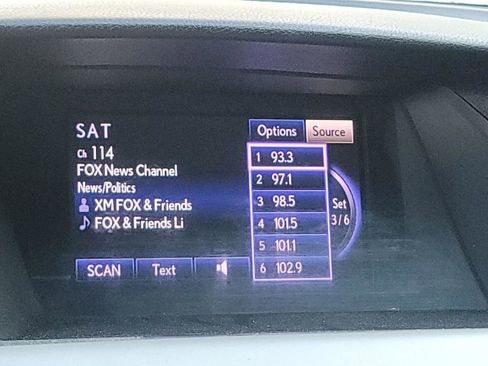 SAT
Options
Source
Ch 114
FOX News Channel
News/Politics
XM FOX & Friends
FOX & Friends Li
1 93.3
2 97.1
3 98.5
4 101.5
5 101.1
6 102.9
Set
3/6
SCAN
Text